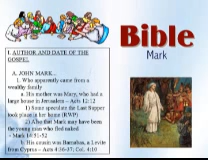 Bible
Mark
I. AUTHOR AND DATE OF THE
GOSPEL
A. JOHN MARK...
1. Who apparently came from a
wealthy family
a. His mother was Mary, who had a
large house in Jerusalem - Acts 12:12
1) Some speculate the Last Supper
took place in her home (RWP)
2) Also that Mark may have been
the young man who fled naked
- Mark 14:51-52
b. His cousin was Barnabas, a Levite
from Cyprus - Acts 4:36-37; Col. 4:10